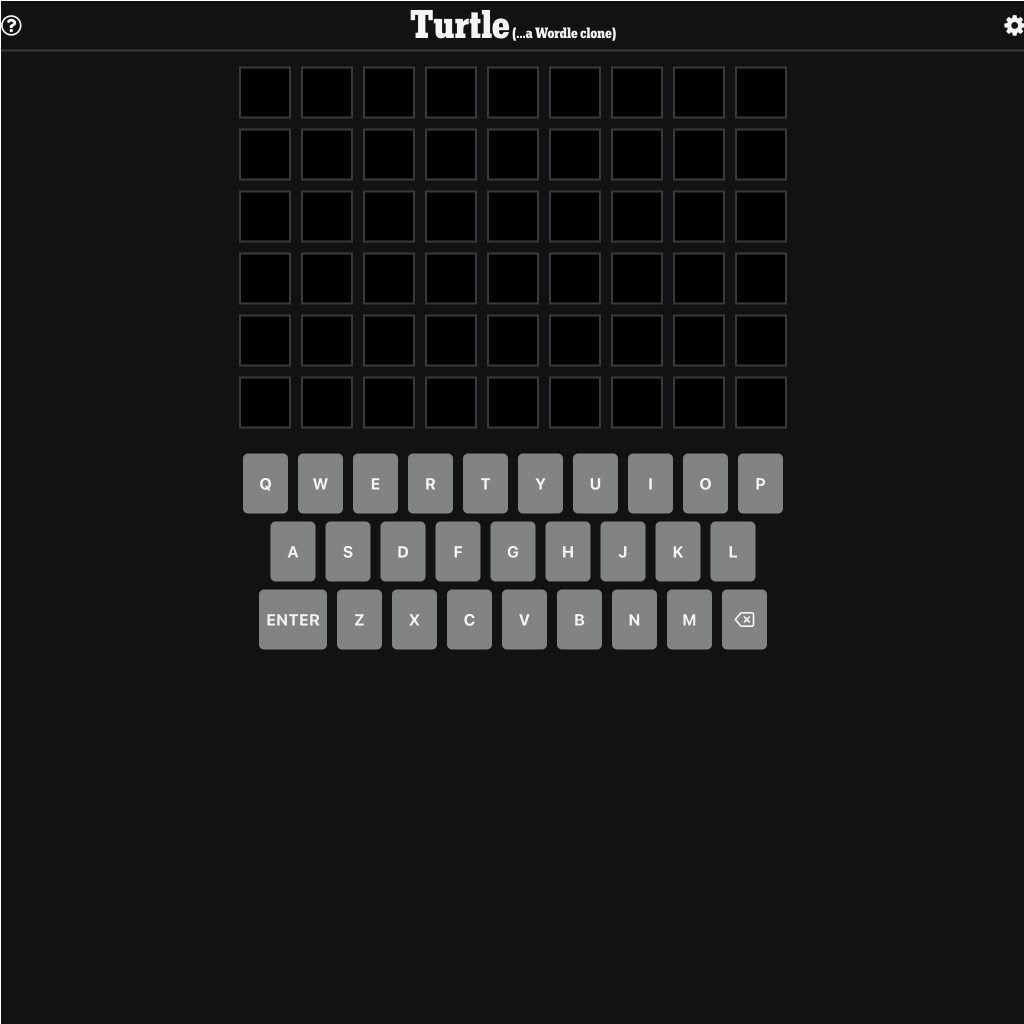 Turtle (...a Wordle clone)
Q W E R T Y U I O P
A S D F G H J K L
ENTER Z X C V B N M